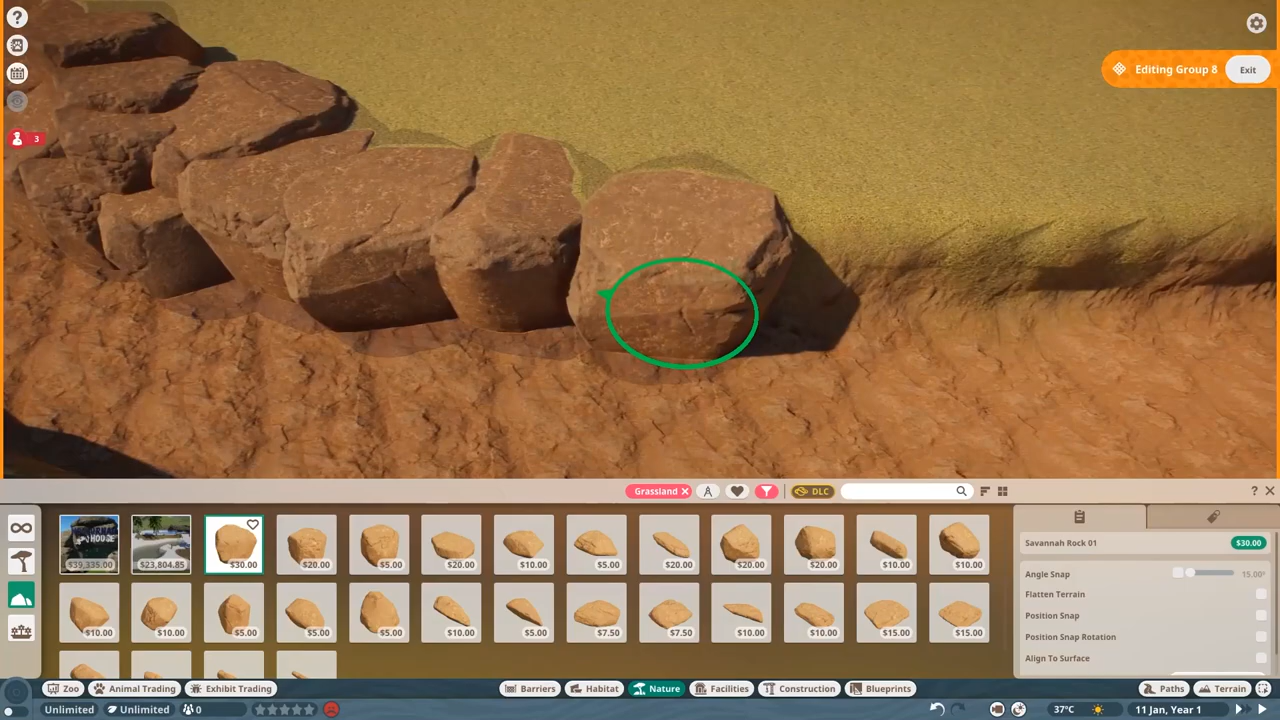 ?
Editing Group 8
Exit
3
Grassland ×
DLC
? ×
$39,335.00
$23,804.85
$30.00
$20.00
$5.00
$20.00
$10.00
$5.00
$20.00
$20.00
$20.00
$10.00
$10.00
Savannah Rock 01
$30.00
Angle Snap
15.00°
Flatten Terrain
Position Snap
Position Snap Rotation
Align To Surface
$10.00
$10.00
$5.00
$5.00
$5.00
$10.00
$5.00
$7.50
$7.50
$10.00
$10.00
$15.00
$15.00
Zoo
Animal Trading
Exhibit Trading
Barriers
Habitat
Nature
Facilities
Construction
Blueprints
Paths
Terrain
Unlimited
Unlimited
0
37°C
11 Jan, Year 1